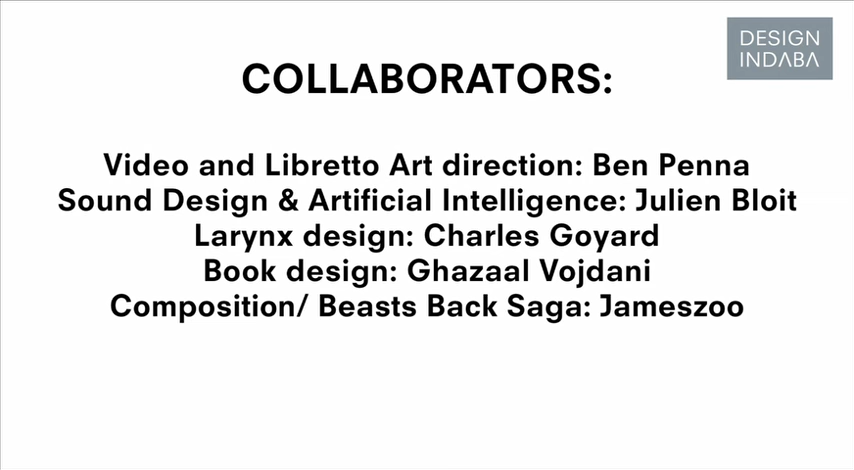 DESIGN
INDABA
COLLABORATORS:
Video and Libretto Art direction: Ben Penna
Sound Design & Artificial Intelligence: Julien Bloit
Larynx design: Charles Goyard
Book design: Ghazaal Vojdani
Composition/ Beasts Back Saga: Jameszoo